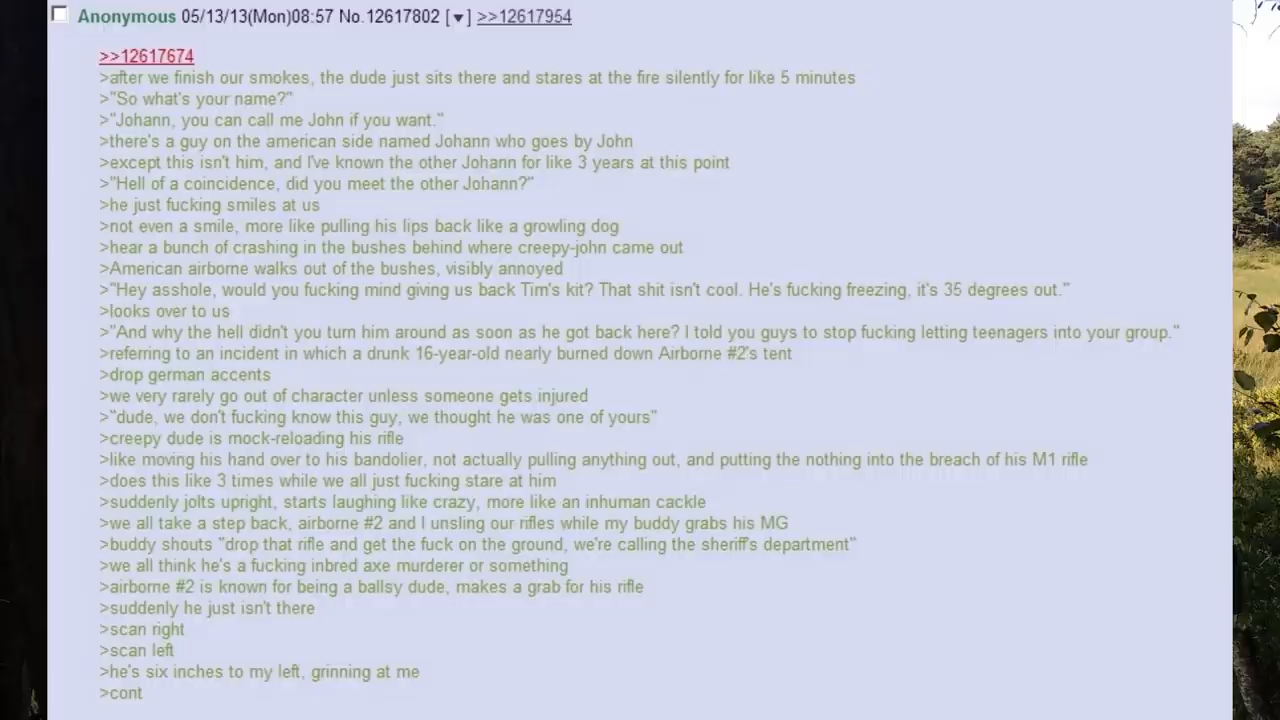 Anonymous 05/13/13(Mon)08:57 No.12617802 [▼] >>12617954
>>12617674
>after we finish our smokes, the dude just sits there and stares at the fire silently for like 5 minutes
>"So what's your name?"
>"Johann, you can call me John if you want."
>there's a guy on the american side named Johann who goes by John
>except this isn't him, and I've known the other Johann for like 3 years at this point
>"Hell of a coincidence, did you meet the other Johann?"
>he just fucking smiles at us
>not even a smile, more like pulling his lips back like a growling dog
>hear a bunch of crashing in the bushes behind where creepy-john came out
>American airborne walks out of the bushes, visibly annoyed
>"Hey asshole, would you fucking mind giving us back Tim's kit? That shit isn't cool. He's fucking freezing, it's 35 degrees out."
>looks over to us
>"And why the hell didn't you turn him around as soon as he got back here? I told you guys to stop fucking letting teenagers into your group."
>referring to an incident in which a drunk 16-year-old nearly burned down Airborne #2's tent
>drop german accents
>we very rarely go out of character unless someone gets injured
>"dude, we don't fucking know this guy, we thought he was one of yours"
>creepy dude is mock-reloading his rifle
>like moving his hand over to his bandolier, not actually pulling anything out, and putting the nothing into the breach of his M1 rifle
>does this like 3 times while we all just fucking stare at him
>suddenly jolts upright, starts laughing like crazy, more like an inhuman cackle
>we all take a step back, airborne #2 and I unsling our rifles while my buddy grabs his MG
>buddy shouts "drop that rifle and get the fuck on the ground, we're calling the sheriff's department"
>we all think he's a fucking inbred axe murderer or something
>airborne #2 is known for being a ballsy dude, makes a grab for his rifle
>suddenly he just isn't there
>scan right
>scan left
>he's six inches to my left, grinning at me
>cont